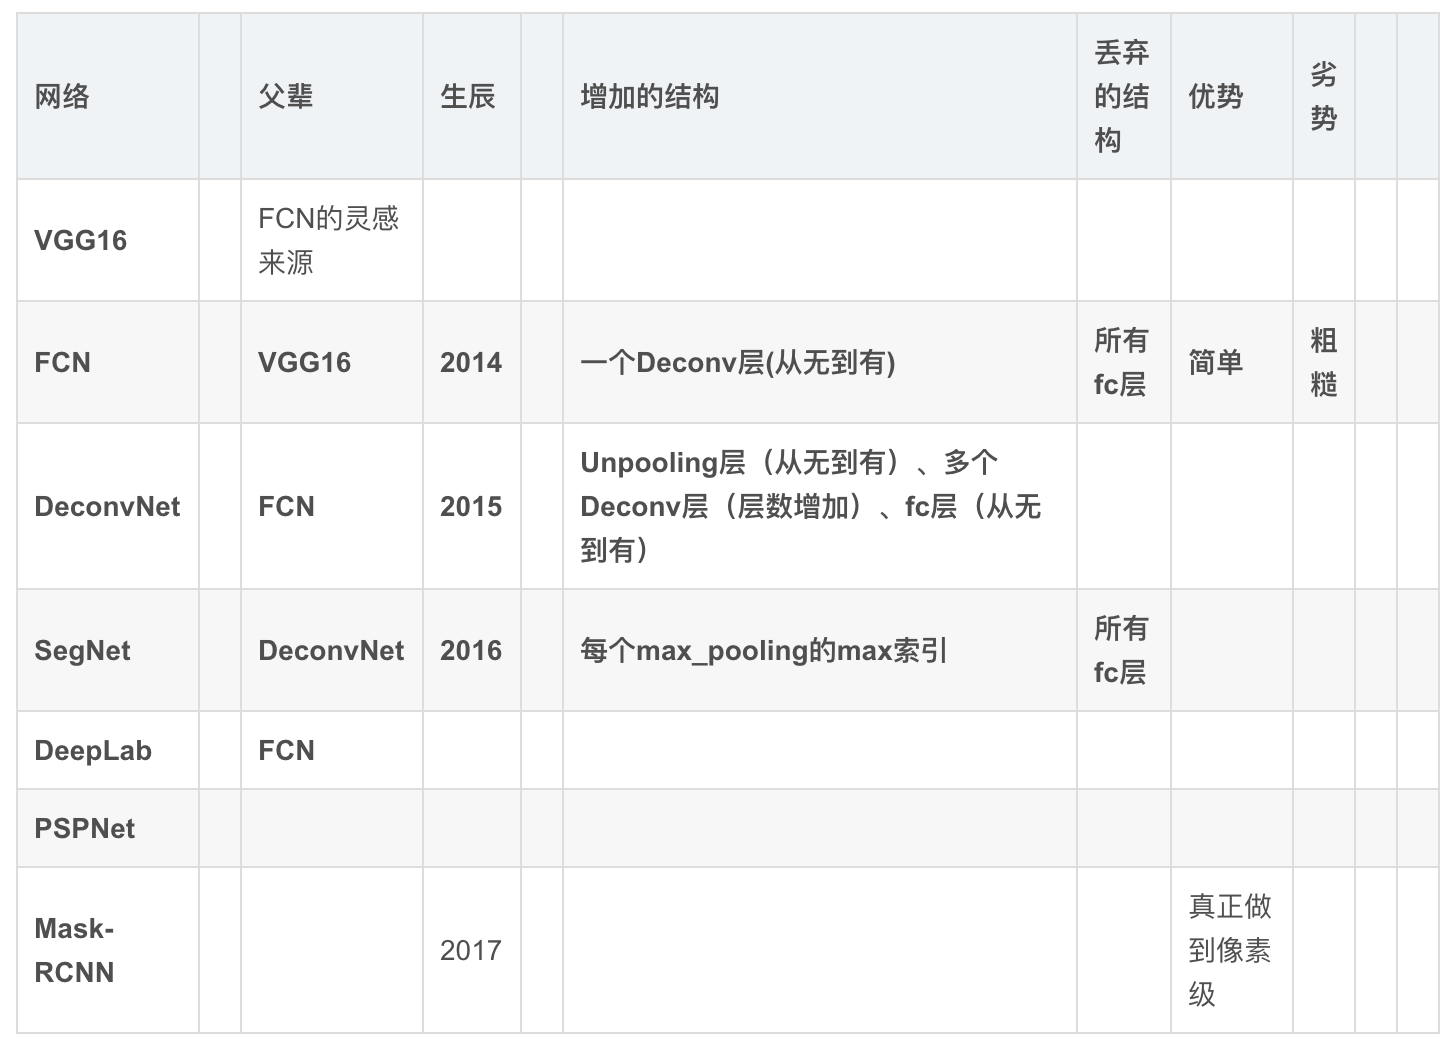 网络
父辈
生辰
增加的结构
丢弃
的结
构
优势
劣
势
VGG16
FCN的灵感
来源
FCN
VGG16
2014
一个Deconv层(从无到有)
所有
fc层
简单
粗
糙
DeconvNet
FCN
2015
Unpooling层（从无到有）、多个
Deconv层（层数增加）、fc层（从无
到有）
SegNet
DeconvNet
2016
每个max_pooling的max索引
所有
fc层
DeepLab
FCN
PSPNet
Mask-
RCNN
2017
真正做
到像素
级